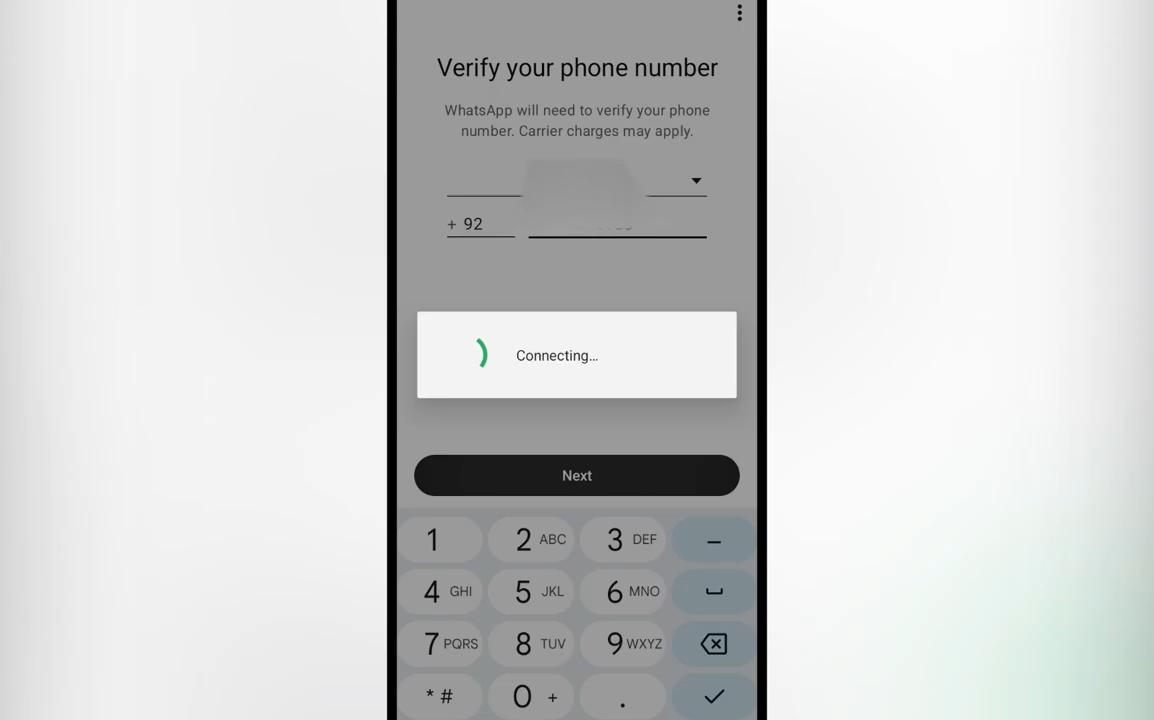 Verify your phone number
WhatsApp will need to verify your phone
number. Carrier charges may apply.
+ 92
Connecting...
Next
1
2 ABC
3 DEF
–
4 GHI
5 JKL
6 MNO
7 PQRS
8 TUV
9 WXYZ
* #
0 +
.